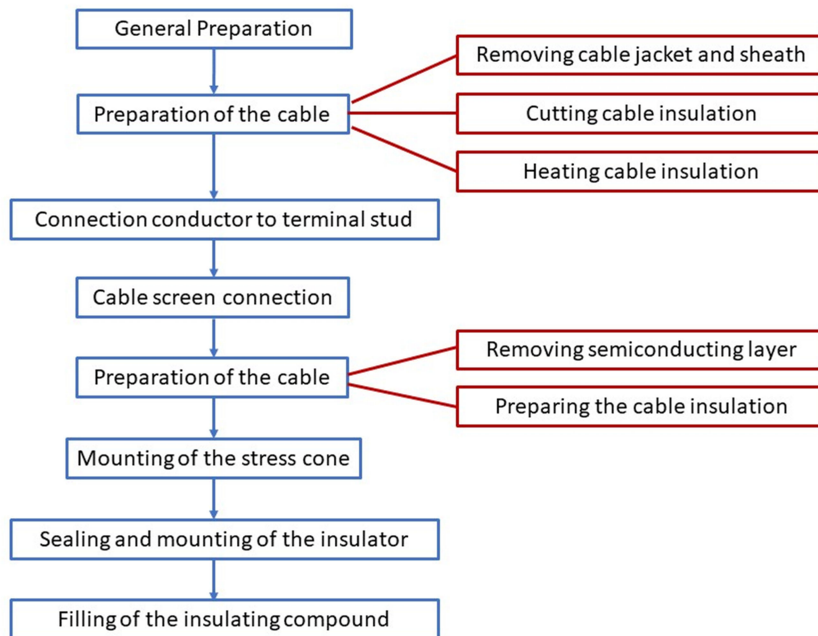 General Preparation
Removing cable jacket and sheath
Preparation of the cable
Cutting cable insulation
Heating cable insulation
Connection conductor to terminal stud
Cable screen connection
Removing semiconducting layer
Preparation of the cable
Preparing the cable insulation
Mounting of the stress cone
Sealing and mounting of the insulator
Filling of the insulating compound